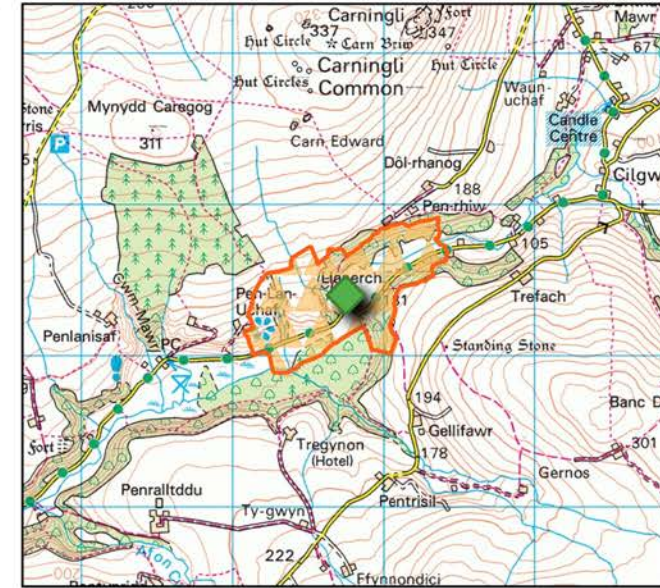 Carningli
Fort
337
347
Hut Circle
Carn Briw
Mawr
67
Hut Circles
Carningli
Common
Hut Circle
Waun-
uchaf
Mynydd Caregog
311
Carn Edward
Candle
Centre
P
Dôl-rhanog
188
Cilgw
Pen-rhiw
105
Trefach
Pen-Lan-
Uchaf
Cwm-Mawr
Penlanisaf
PC
Standing Stone
194
Gellifawr
Banc D
301
Fort
Tregynon
(Hotel)
178
Gernos
Penralltddu
Pentrisil
Ty-gwyn
222
Ffynnondici